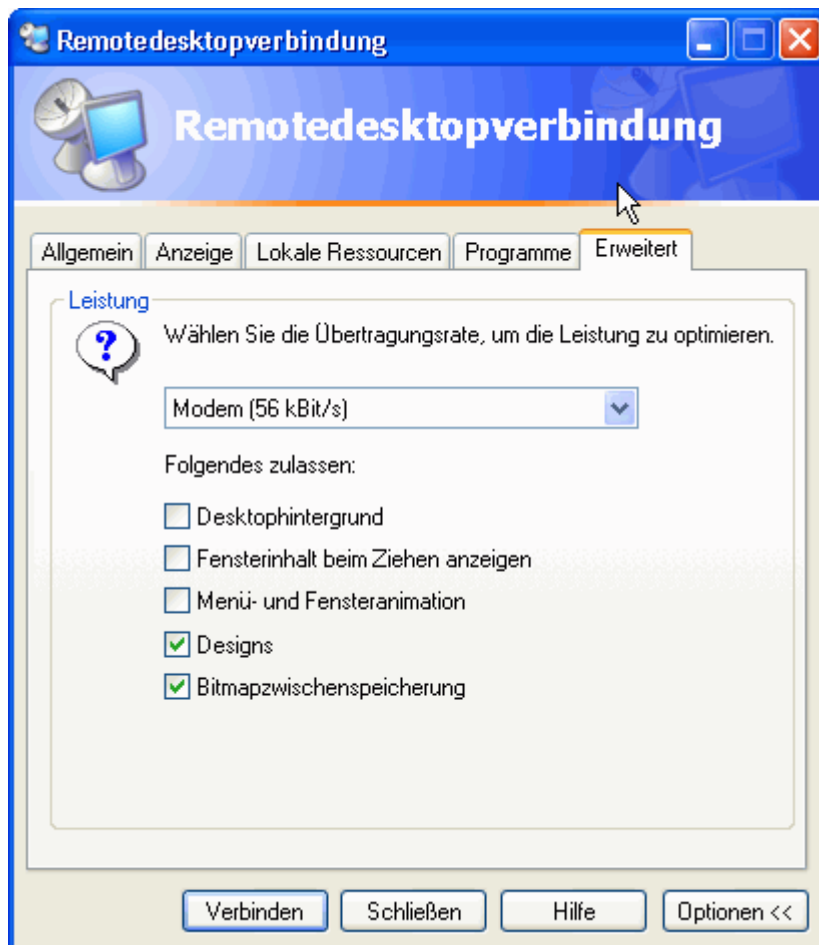 Remotedesktopverbindung
Remotedesktopverbindung
Allgemein Anzeige Lokale Ressourcen Programme Erweitert
Leistung
Wählen Sie die Übertragungsrate, um die Leistung zu optimieren.
Modem (56 kBit/s)
Folgendes zulassen:
Desktophintergrund
Fensterinhalt beim Ziehen anzeigen
Menü- und Fensteranimation
Designs
Bitmapzwischenspeicherung
Verbinden Schließen Hilfe Optionen <<